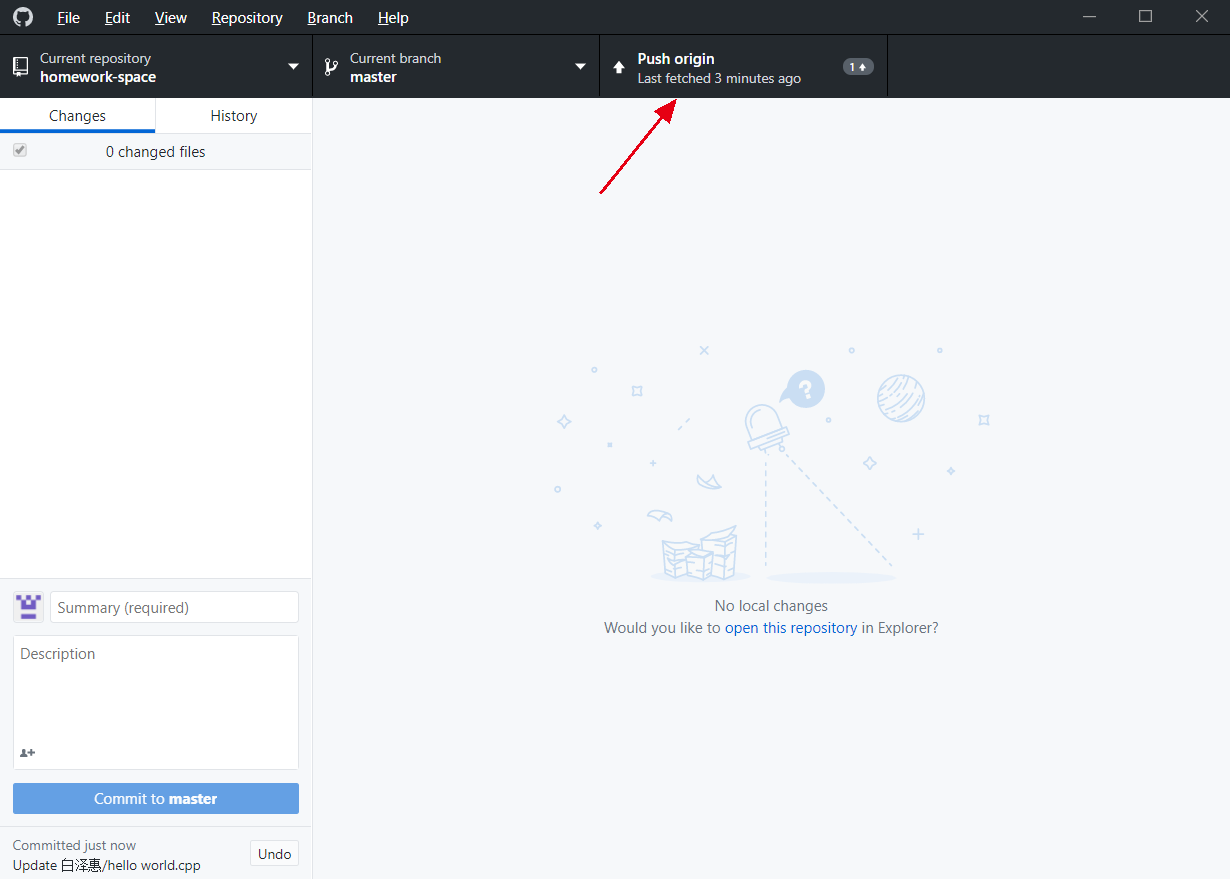 File Edit View Repository Branch Help
Current repository
homework-space
Current branch
master
Push origin
Last fetched 3 minutes ago
1
Changes History
0 changed files
?
No local changes
Would you like to open this repository in Explorer?
Summary (required)
Description
Commit to master
Committed just now
Update 白泽惠/hello world.cpp
Undo